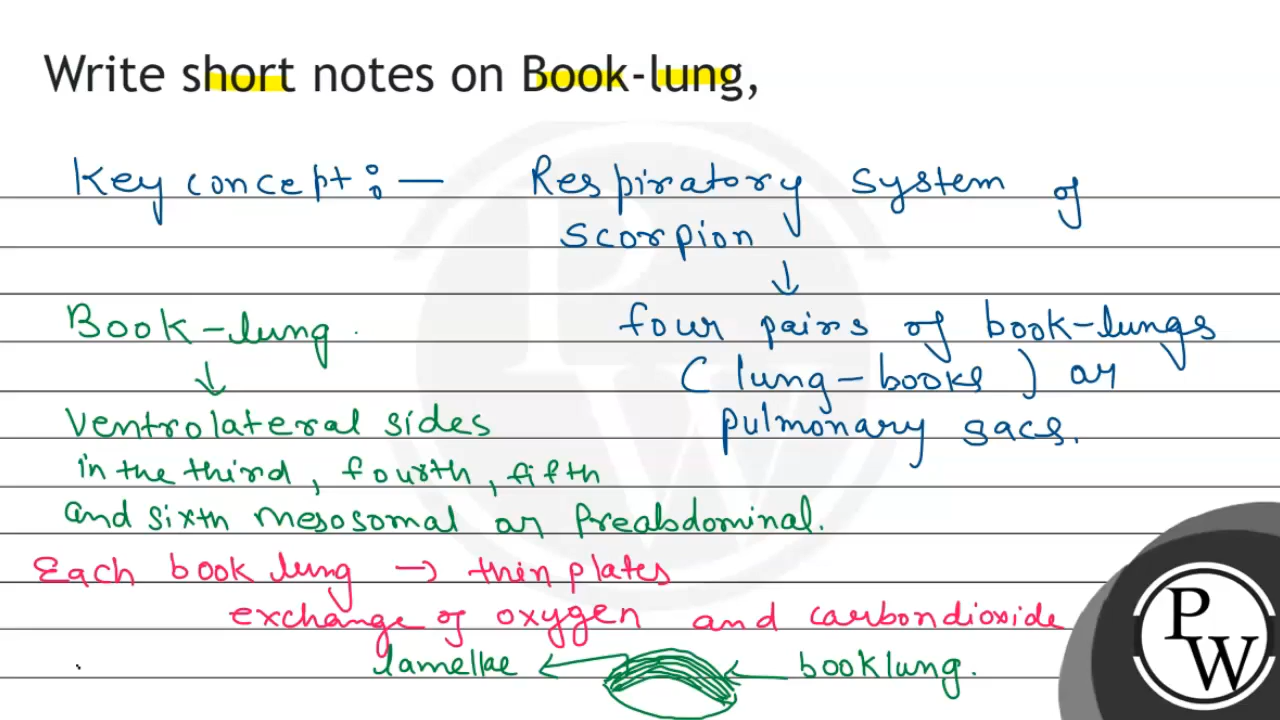 Write short notes on Book-lung,
Key concept:- Respiratory system of
scorpion
↓
four pairs of book-lungs
(lung-books) or
pulmonary sacs.
Book-lung.
↓
Ventrolateral sides
in the third, fourth, fifth
and sixth mesosomal or Preabdominal.
Each book lung → thin plates
exchange of oxygen and carbondioxide
lamellae ← ← booklung.
PW